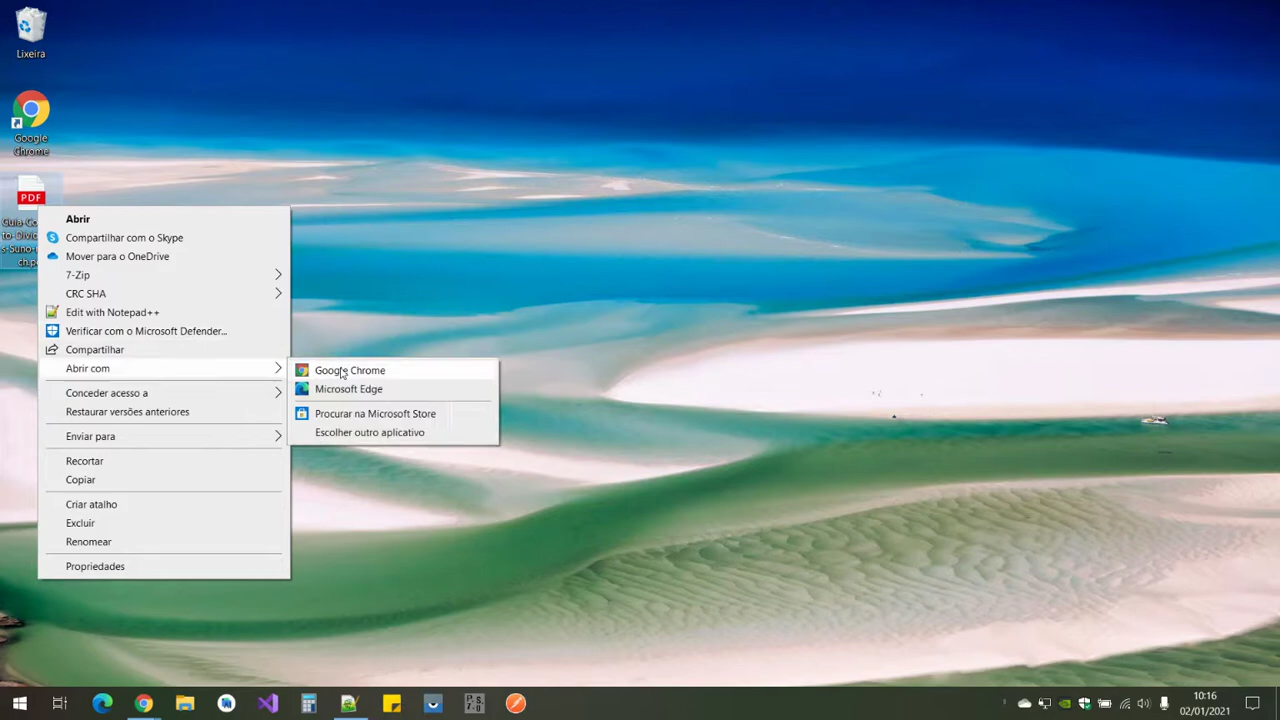 Lixeira
Google
Chrome
PDF
Abrir
Compartilhar com o Skype
Mover para o OneDrive
7-Zip
CRC SHA
Edit with Notepad++
Verificar com o Microsoft Defender...
Compartilhar
Abrir com
Conceder acesso a
Restaurar versões anteriores
Enviar para
Recortar
Copiar
Criar atalho
Excluir
Renomear
Propriedades
Google Chrome
Microsoft Edge
Procurar na Microsoft Store
Escolher outro aplicativo
10:16
02/01/2021